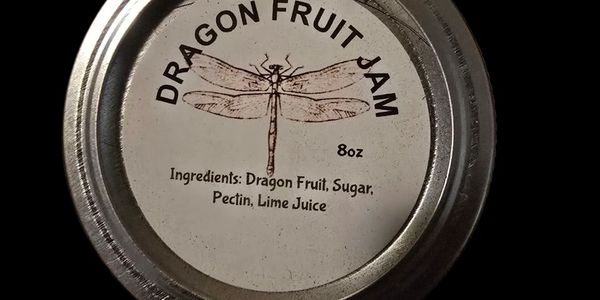 DRAGON FRUIT JAM
8oz
Ingredients: Dragon Fruit, Sugar,
Pectin, Lime Juice